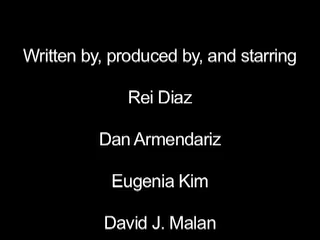 Written by, produced by, and starring
Rei Diaz
Dan Armendariz
Eugenia Kim
David J. Malan